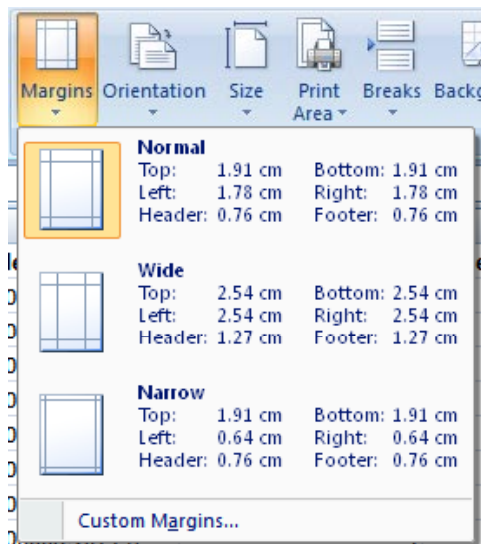 Margins Orientation Size Print Area Breaks
Normal
Top: 1.91 cm Bottom: 1.91 cm
Left: 1.78 cm Right: 1.78 cm
Header: 0.76 cm Footer: 0.76 cm
Wide
Top: 2.54 cm Bottom: 2.54 cm
Left: 2.54 cm Right: 2.54 cm
Header: 1.27 cm Footer: 1.27 cm
Narrow
Top: 1.91 cm Bottom: 1.91 cm
Left: 0.64 cm Right: 0.64 cm
Header: 0.76 cm Footer: 0.76 cm
Custom Margins...